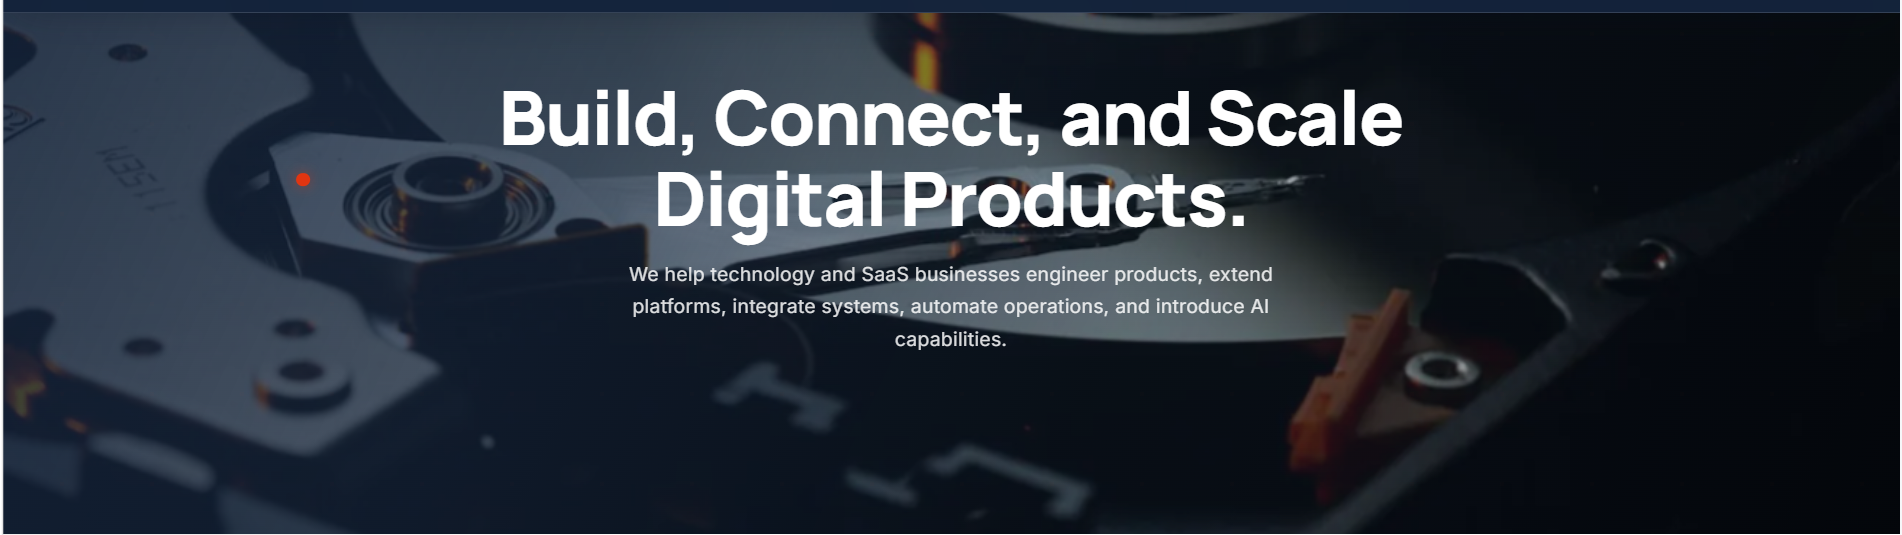 Build, Connect, and Scale
Digital Products.
We help technology and SaaS businesses engineer products, extend
platforms, integrate systems, automate operations, and introduce AI
capabilities.